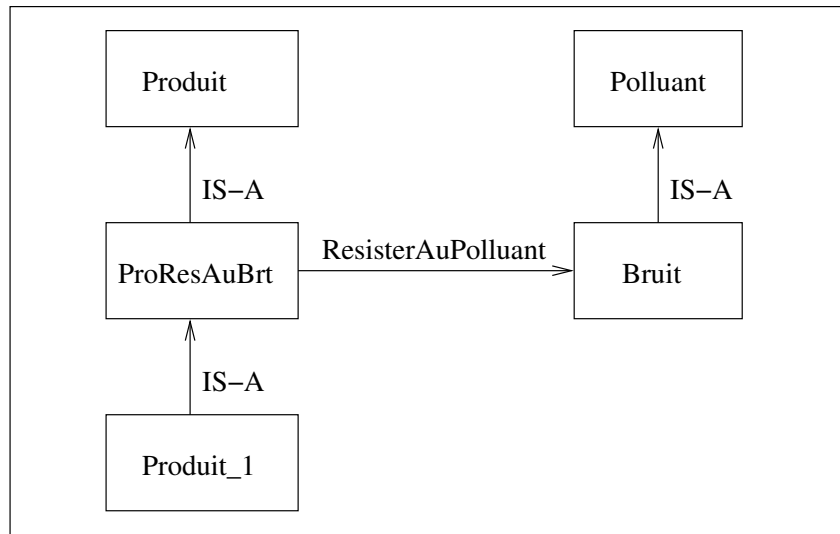 Produit
Polluant
IS−A
IS−A
ResisterAuPolluant
ProResAuBrt
Bruit
IS−A
Produit_1